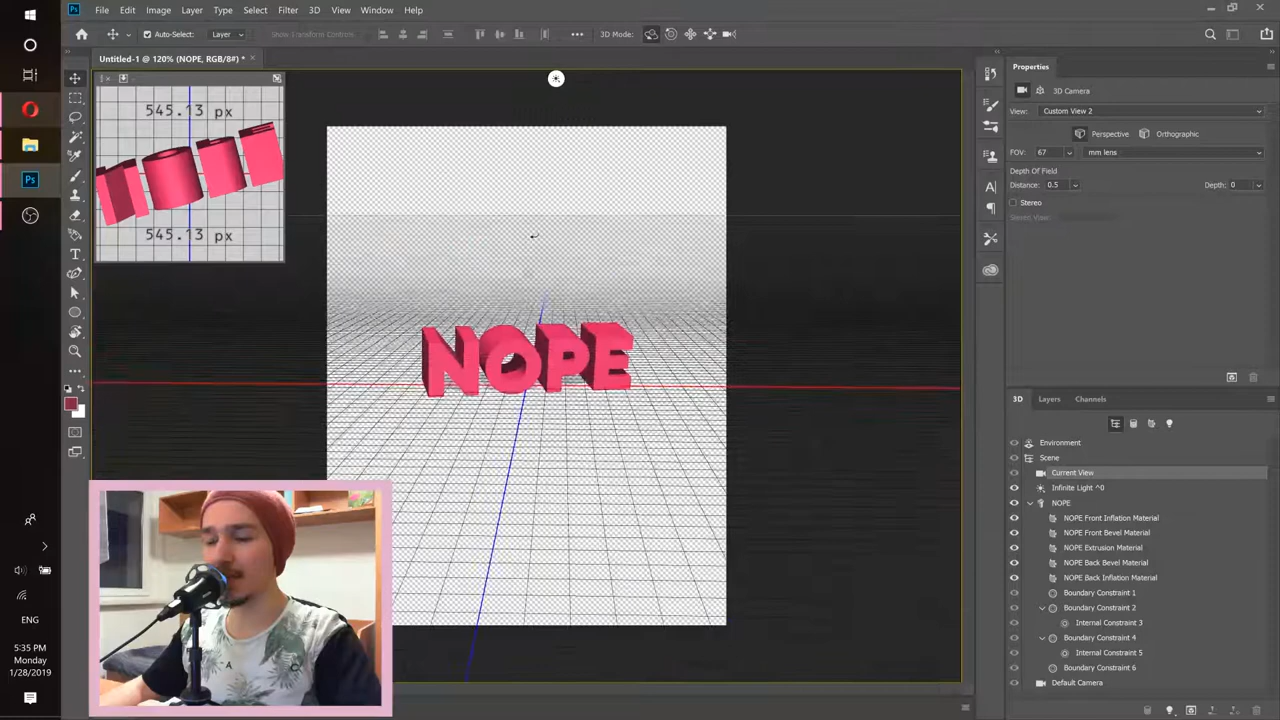 Ps File Edit Image Layer Type Select Filter 3D View Window Help
Auto-Select: Layer Show Transform Controls 3D Mode:
Untitled-1 @ 120% (NOPE, RGB/8#) *
545.13 px
545.13 px
NOPE
Properties
3D Camera
View: Custom View 2
Perspective Orthographic
FOV: 67 mm lens
Depth Of Field
Distance: 0.5 Depth: 0
Stereo
3D Layers Channels
Environment
Scene
Current View
Infinite Light ^0
NOPE
NOPE Front Inflation Material
NOPE Front Bevel Material
NOPE Extrusion Material
NOPE Back Bevel Material
NOPE Back Inflation Material
Boundary Constraint 1
Boundary Constraint 2
Internal Constraint 3
Boundary Constraint 4
Internal Constraint 5
Boundary Constraint 6
Default Camera
Ps
ENG
5:35 PM
Monday
1/28/2019